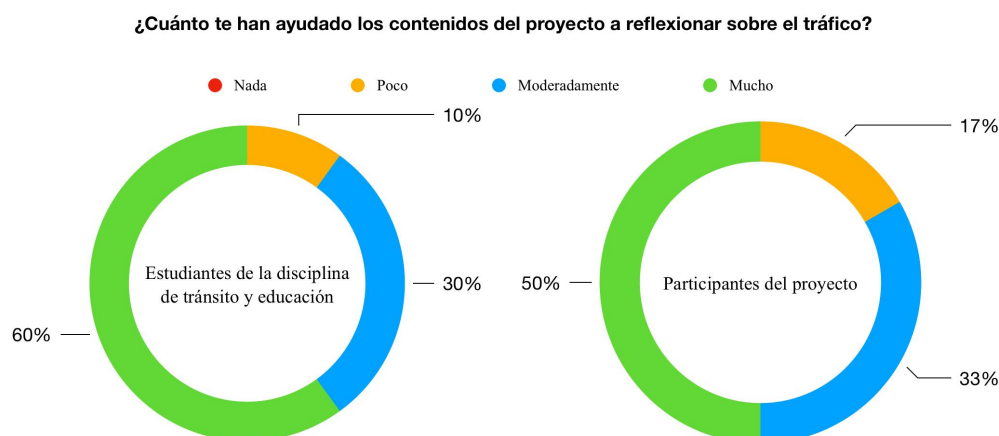 ¿Cuánto te han ayudado los contenidos del proyecto a reflexionar sobre el tráfico?
Nada
Poco
Moderadamente
Mucho
10%
30%
60%
Estudiantes de la disciplina
de tránsito y educación
17%
33%
50%
Participantes del proyecto